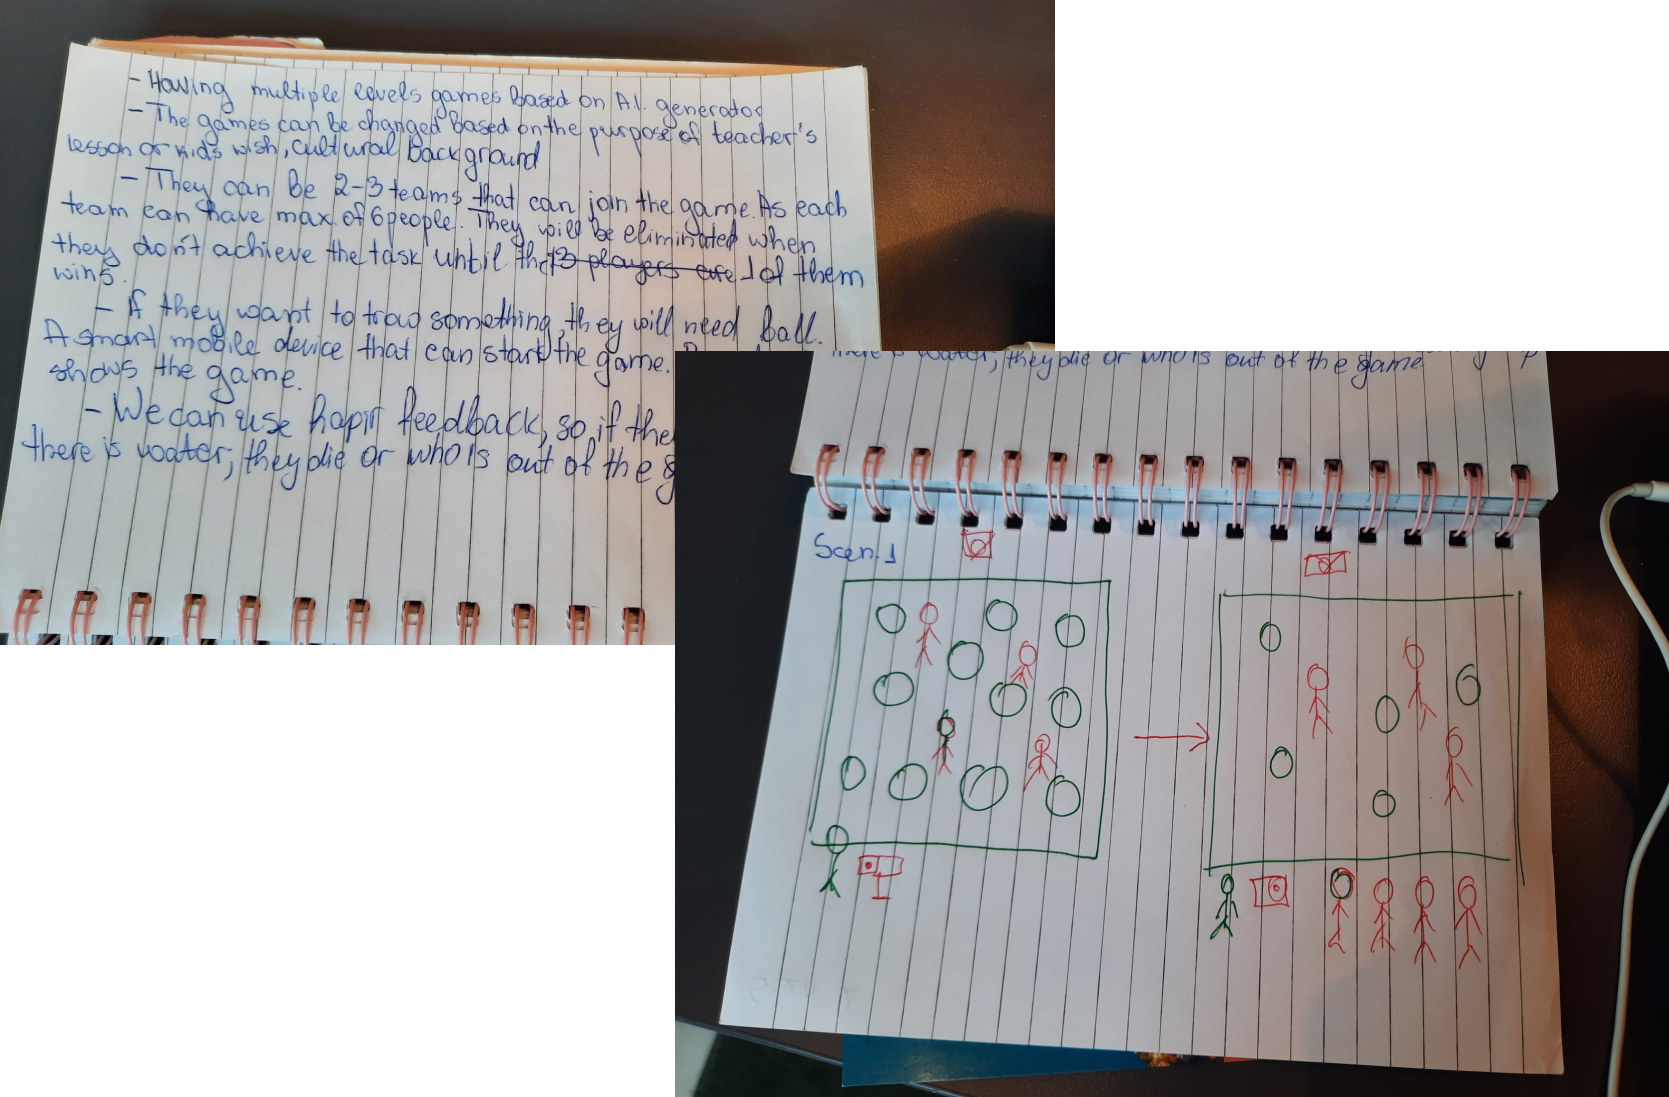 - Having multiple levels games based on A.I. generator
- The games can be changed based on the purpose of teacher's
lesson or kids wish, cultural background
- They can be 2-3 teams that can join the game. As each
team can have max of 6 people. They will be eliminated when
they don't achieve the task until the 13 players are 1 of them
wins.
- If they want to trow something, they will need ball.
A smart mobile device that can start the game.
shows the game.
- We can use hapit feedback, so, if the
there is water, they die or who is out of the g
there is water, they die or who is out of the game
Scen. 1